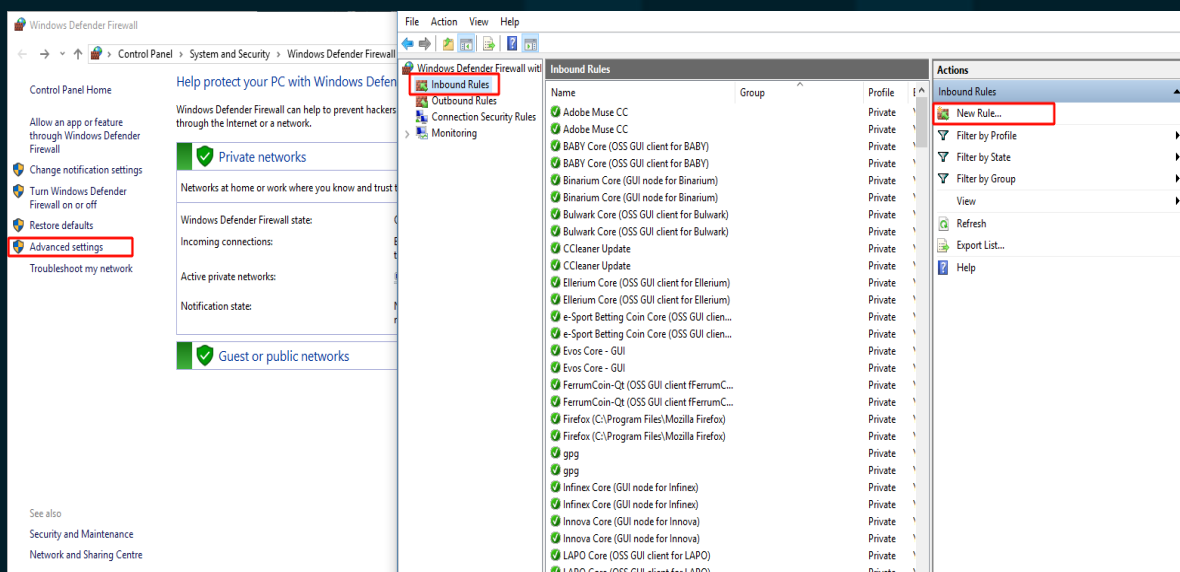 Windows Defender Firewall
Control Panel > System and Security > Windows Defender Firewall
Control Panel Home
Allow an app or feature
through Windows Defender
Firewall
Change notification settings
Turn Windows Defender
Firewall on or off
Restore defaults
Advanced settings
Troubleshoot my network
See also
Security and Maintenance
Network and Sharing Centre
Help protect your PC with Windows Defen
Windows Defender Firewall can help to prevent hackers
through the Internet or a network.
Private networks
Networks at home or work where you know and trust t
Windows Defender Firewall state:
Incoming connections:
Active private networks:
Notification state:
Guest or public networks
File Action View Help
Windows Defender Firewall with
Inbound Rules
Outbound Rules
Connection Security Rules
Monitoring
Inbound Rules
Name Group Profile
Adobe Muse CC Private
Adobe Muse CC Private
BABY Core (OSS GUI client for BABY) Private
BABY Core (OSS GUI client for BABY) Private
Binarium Core (GUI node for Binarium) Private
Binarium Core (GUI node for Binarium) Private
Bulwark Core (OSS GUI client for Bulwark) Private
Bulwark Core (OSS GUI client for Bulwark) Private
CCleaner Update Private
CCleaner Update Private
Ellerium Core (OSS GUI client for Ellerium) Private
Ellerium Core (OSS GUI client for Ellerium) Private
e-Sport Betting Coin Core (OSS GUI clien... Private
e-Sport Betting Coin Core (OSS GUI clien... Private
Evos Core - GUI Private
Evos Core - GUI Private
FerrumCoin-Qt (OSS GUI client fFerrumC... Private
FerrumCoin-Qt (OSS GUI client fFerrumC... Private
Firefox (C:\Program Files\Mozilla Firefox) Private
Firefox (C:\Program Files\Mozilla Firefox) Private
gpg Private
gpg Private
Infinex Core (GUI node for Infinex) Private
Infinex Core (GUI node for Infinex) Private
Innova Core (GUI node for Innova) Private
Innova Core (GUI node for Innova) Private
LAPO Core (OSS GUI client for LAPO) Private
LAPO Core (OSS GUI client for LAPO) Private
Actions
Inbound Rules
New Rule...
Filter by Profile
Filter by State
Filter by Group
View
Refresh
Export List...
Help